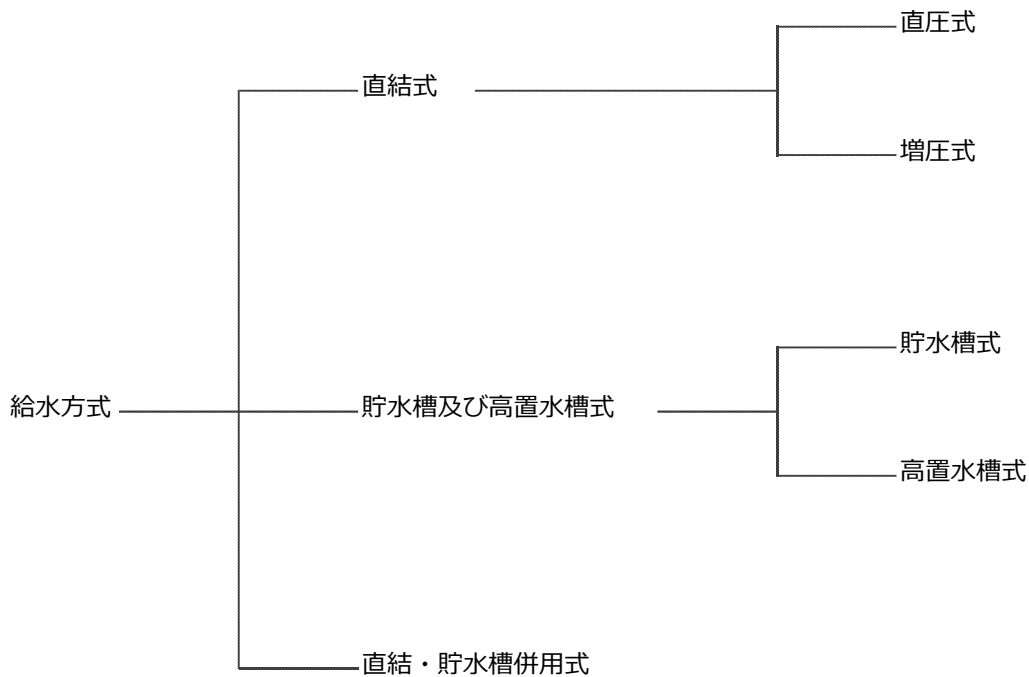 直圧式
直結式
増圧式
貯水槽式
給水方式
貯水槽及び高置水槽式
高置水槽式
直結・貯水槽併用式